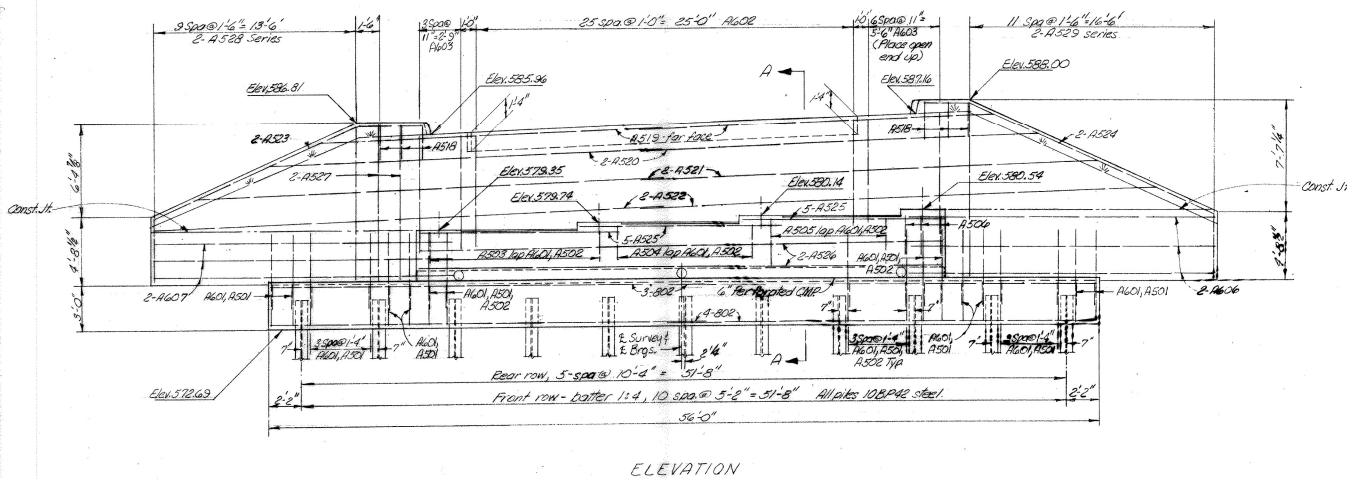 9 Spa @ 1'-6" = 13'-6"
2-A528 Series
1'-6"
3 Spa @
11" = 2'-9"
A603
1'-0"
25 spa @ 1'-0" = 25'-0" A602
1'-0"
6 Spa @ 11" =
5'-6" A603
(Place open
end up)
11 Spa @ 1'-6" = 16'-6"
2-A529 series
Elev. 586.81
Elev. 585.96
1'-4"
A
1'-4"
Elev. 587.16
Elev. 588.00
2-A523
A518
2-A527
A519-far face
2-A520
2-A521
2-A522
A518
2-A524
6'-4 7/8"
7'-7 1/4"
Const. Jt.
Const. Jt.
Elev. 579.35
Elev. 579.74
Elev. 580.14
Elev. 580.54
5-A525
5-A525
A506
A503 lap A601, A502
A504 lap A601, A502
A505 lap A601, A502
2-A526
A601, A501,
A502
4'-8 1/2"
3'-0"
2-A607
A601, A501
A601, A501,
A502
3-802
6" Perforated C.M.P.
4-802
A601, A501
2-A606
7"
3 Spa @ 1'-4"
A601, A501
7"
A601,
A501
℄ Survey &
℄ Brgs.
2 1/4"
A
3 Spa @ 1'-4"
A601, A501,
A502 Typ.
7"
7"
A601,
A501
3 Spa @ 1'-4"
A601, A501
7"
Elev. 572.69
Rear row, 5-spa @ 10'-4" = 51'-8"
2'-2"
Front row - batter 1:4, 10 spa. @ 5'-2" = 51'-8" All piles 10BP42 steel.
2'-2"
56'-0"
ELEVATION